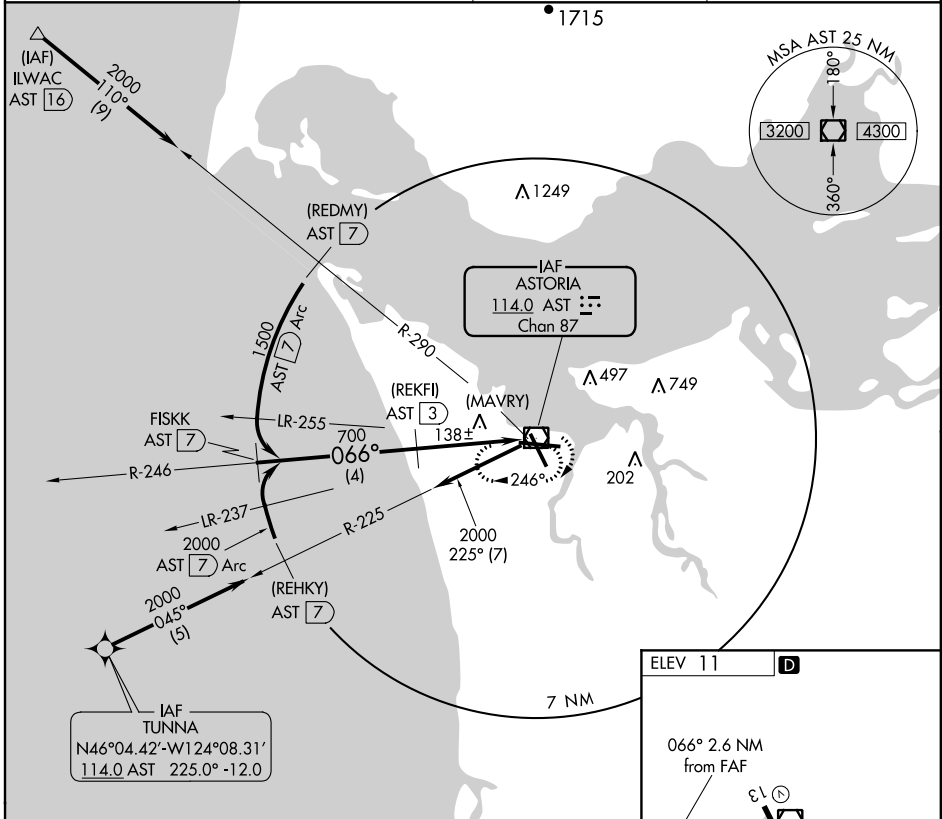 1715
MSA AST 25 NM
180°
3200
4300
360°
(IAF)
ILWAC
AST 16
2000
110°
(9)
(REDMY)
AST 7
1249
IAF
ASTORIA
114.0 AST
Chan 87
R-290
1500
AST 7 Arc
497
749
(REKFI)
AST 3
(MAVRY)
FISKK
AST 7
LR-255
138±
700
066°
(4)
R-246
246°
202
LR-237
R-225
2000
225° (7)
2000
AST 7 Arc
(REHKY)
AST 7
2000
045°
(5)
7 NM
IAF
TUNNA
N46°04.42'-W124°08.31'
114.0 AST 225.0° -12.0
ELEV 11
D
066° 2.6 NM
from FAF
13
V